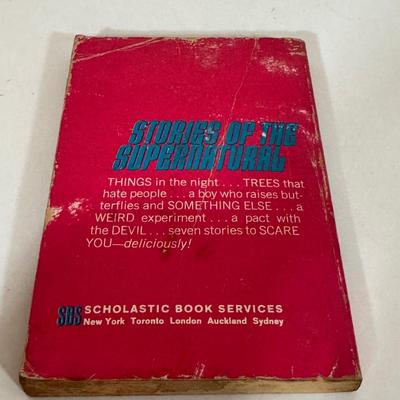 STORIES OF THE
SUPERNATURAL
THINGS in the night . . . TREES that
hate people . . . a boy who raises but-
terflies and SOMETHING ELSE . . . a
WEIRD experiment . . . a pact with
the DEVIL . . . seven stories to SCARE
YOU—deliciously!
SBS SCHOLASTIC BOOK SERVICES
New York Toronto London Auckland Sydney